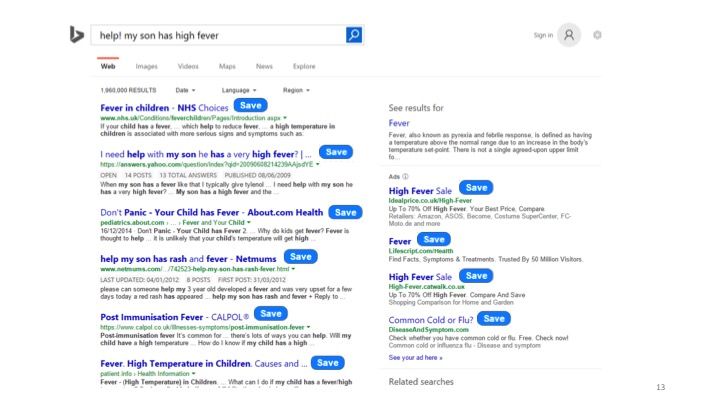 help! my son has high fever
Sign in
Web Images Videos Maps News Explore
1,960,000 RESULTS Date Language Region
Fever in children - NHS Choices Save
www.nhs.uk/Conditions/feverchildren/Pages/Introduction.aspx
If your child has a fever, ... which help to reduce fever. ... a high temperature in
children is associated with more serious signs and symptoms such as:
I need help with my son he has a very high fever? | ... Save
https://answers.yahoo.com/question/index?qid=20090608214239AAjsdYE
OPEN 14 POSTS 13 TOTAL ANSWERS PUBLISHED 08/06/2009
When my son has a fever like that I typically give tylenol ... I need help with my son he
has a very high fever? ... My son has a high fever and the ...
Don't Panic - Your Child has Fever - About.com Health Save
pediatrics.about.com › ... › Fever and Your Child
16/12/2014 · Don't Panic - Your Child has Fever 2. ... Why do kids get fever? Fever is
thought to help ... it is unlikely that your child's temperature will get high ...
help my son has rash and fever - Netmums Save
www.netmums.com/.../742523-help-my-son-has-rash-fever.html
LAST UPDATED: 04/01/2012 8 POSTS FIRST POST: 31/03/2012
please can someone help my 3 year old developed a fever and was very upset for a few
days today a red rash has appeared ... help my son has rash and fever + Reply to ...
Post Immunisation Fever - CALPOL® Save
https://www.calpol.co.uk/illnesses-symptoms/post-immunisation-fever
Post-immunisation fever It's common for ... there's lots of ways you can help. Will my
child have a high temperature ... How do I know if my child has a high ...
Fever. High Temperature in Children. Causes and ... Save
patient info › Health Information
Fever - (High Temperature) in Children. ... What can I do if my child has a fever/high
See results for
Fever
Fever, also known as pyrexia and febrile response, is defined as having
a temperature above the normal range due to an increase in the body's
temperature set-point. There is not a single agreed-upon upper limit
fo...
Ads
High Fever Sale Save
Idealprice.co.uk/High-Fever
Up To 70% Off High Fever. Your Best Price, Compare.
Retailers: Amazon, ASOS, Become, Costume SuperCenter, FC-
Moto.de and more
Fever Save
Lifescript.com/Health
Find Facts, Symptoms & Treatments. Trusted By 50 Million Visitors.
High Fever Sale Save
High-Fever.catwalk.co.uk
Up To 70% Off High Fever. Compare And Save
Shopping Comparison for Home and Garden
Common Cold or Flu? Save
DiseaseAndSymptom.com
Check whether you have common cold or flu. Free. Check now!
Common cold or influenza flu - Disease and symptom
See your ad here »
Related searches
13